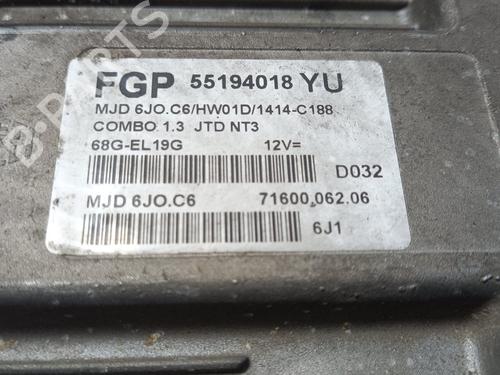 B-PARTS
FGP 55194018 YU
MJD 6JO.C6/HW01D/1414-C188
COMBO 1.3 JTD NT3
68G-EL19G 12V=
D032
MJD 6JO.C6 71600.062.06
6J1